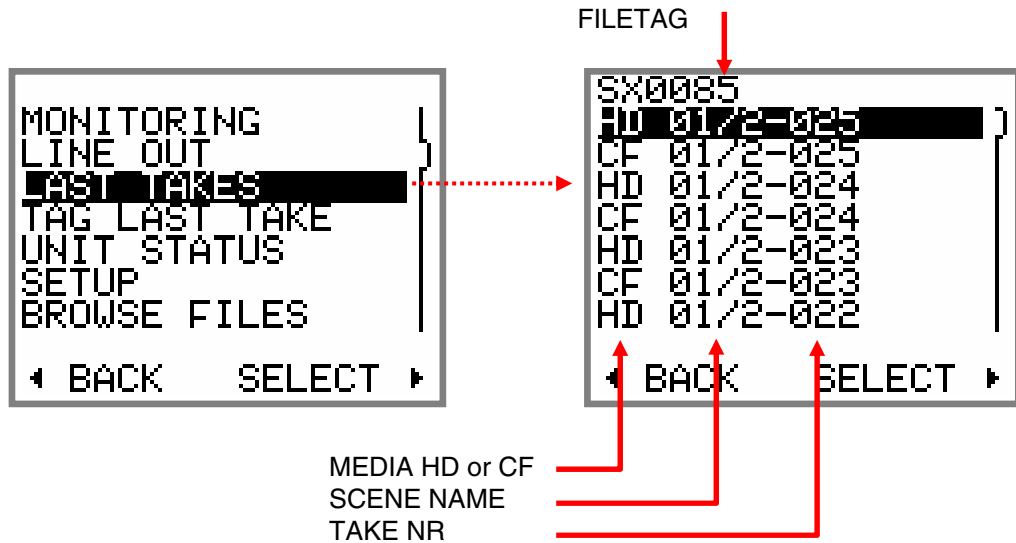 FILETAG
MONITORING
LINE OUT
LAST TAKES
TAG LAST TAKE
UNIT STATUS
SETUP
BROWSE FILES
BACK SELECT
SX0085
HD 01/2-025
CF 01/2-025
HD 01/2-024
CF 01/2-024
HD 01/2-023
CF 01/2-023
HD 01/2-022
BACK SELECT
MEDIA HD or CF
SCENE NAME
TAKE NR